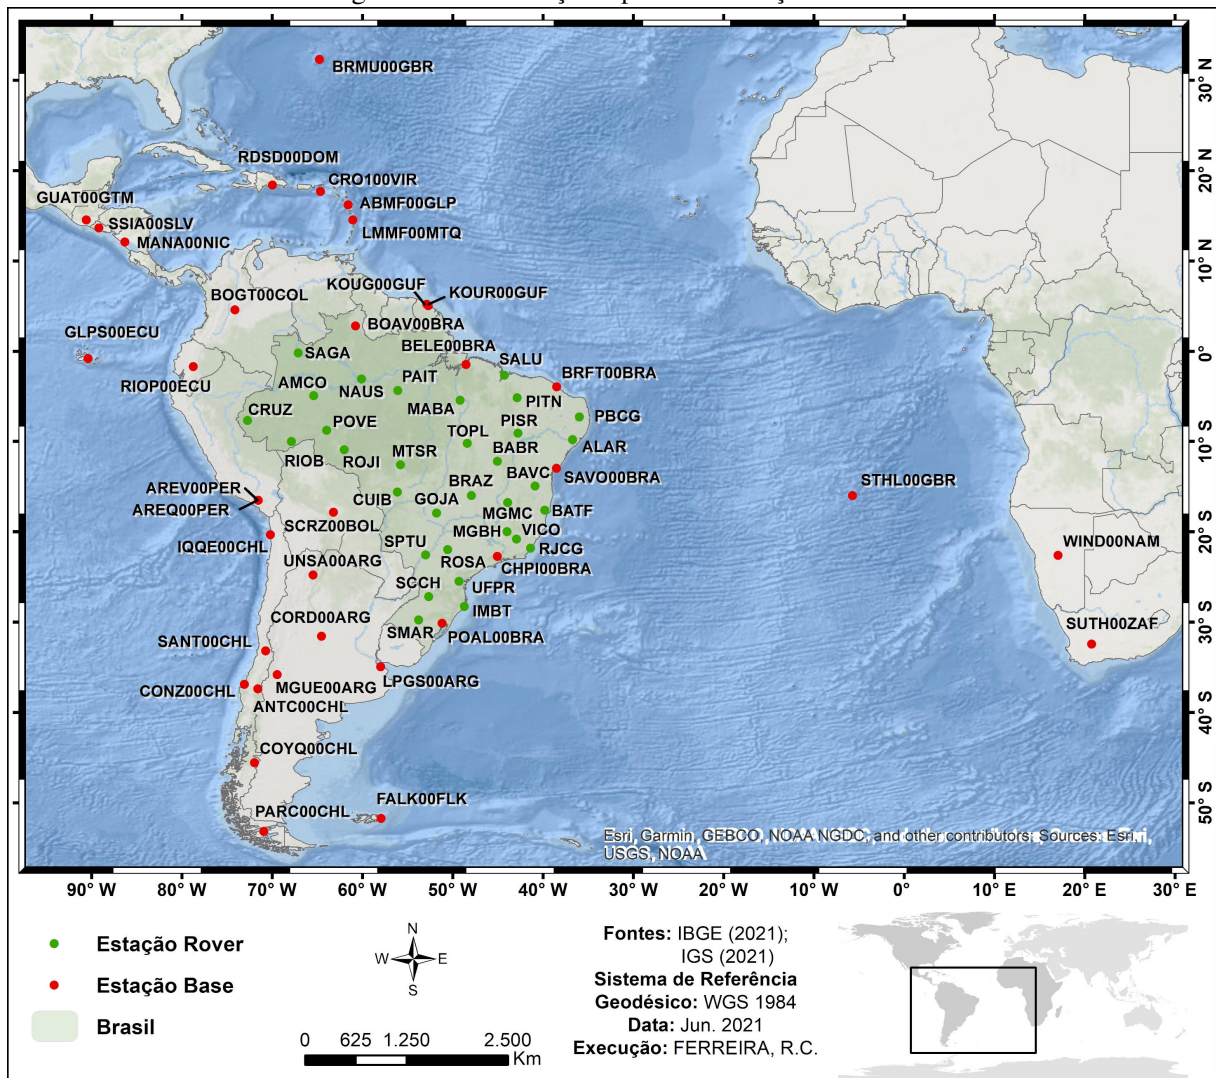 BRMU00GBR
RDSD00DOM
CRO100VIR
GUAT00GTM
ABMF00GLP
SSIA00SLV
LMMF00MTQ
MANA00NIC
KOUG00GUF
KOUR00GUF
BOGT00COL
BOAV00BRA
GLPS00ECU
BELE00BRA
SAGA
SALU
BRFT00BRA
RIOP00ECU
AMCO
NAUS
PAIT
PITN
CRUZ
MABA
PBCG
POVE
TOPL
PISR
ALAR
RIOB
ROJI
MTSR
BABR
BAVC
SAVO00BRA
AREV00PER
BRAZ
STHL00GBR
AREQ00PER
CUIB
GOJA
MGMC
BATF
SCRZ00BOL
MGBH
VICO
IQQE00CHL
SPTU
RJCG
WIND00NAM
UNSA00ARG
ROSA
CHPI00BRA
SCCH
UFPR
CORD00ARG
IMBT
SUTH00ZAF
SMAR
POAL00BRA
SANT00CHL
LPGS00ARG
CONZ00CHL
MGUE00ARG
ANTC00CHL
COYQ00CHL
PARC00CHL
FALK00FLK
30° N
20° N
10° N
0°
10° S
20° S
30° S
40° S
50° S
Esri, Garmin, GEBCO, NOAA NGDC, and other contributors; Sources: Esri,
USGS, NOAA
90° W 80° W 70° W 60° W 50° W 40° W 30° W 20° W 10° W 0° 10° E 20° E 30° E
Estação Rover
Estação Base
Brasil
N
W E
S
0 625 1.250 2.500
Km
Fontes: IBGE (2021);
IGS (2021)
Sistema de Referência
Geodésico: WGS 1984
Data: Jun. 2021
Execução: FERREIRA, R.C.